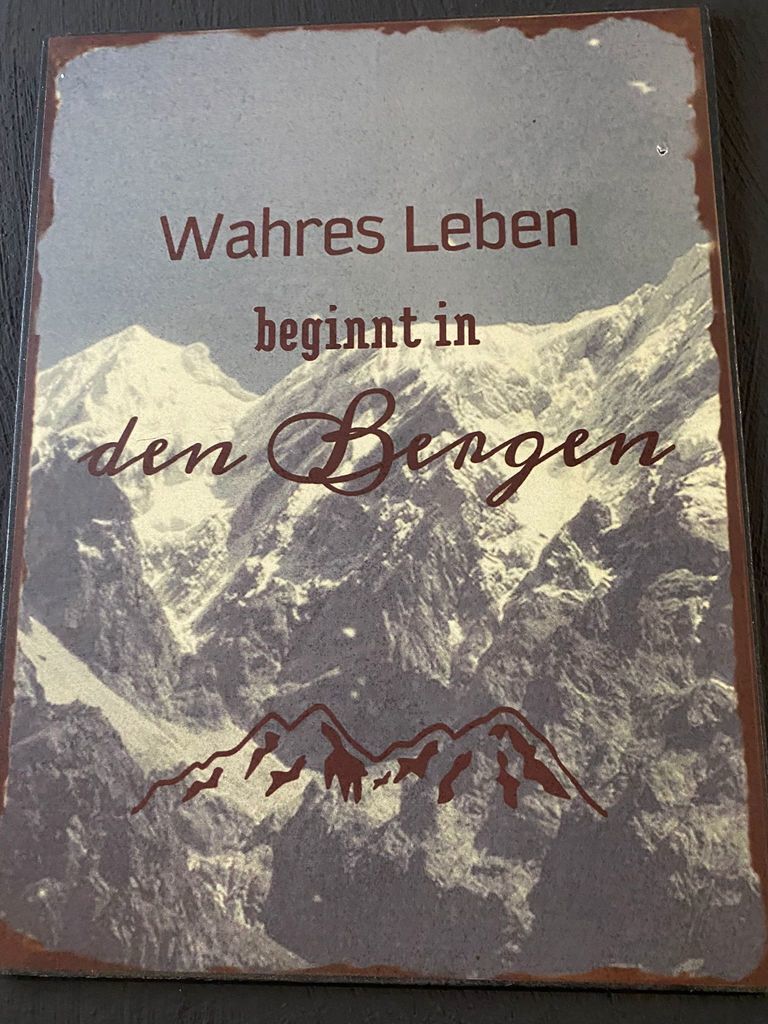 Wahres Leben
beginnt in
den Bergen